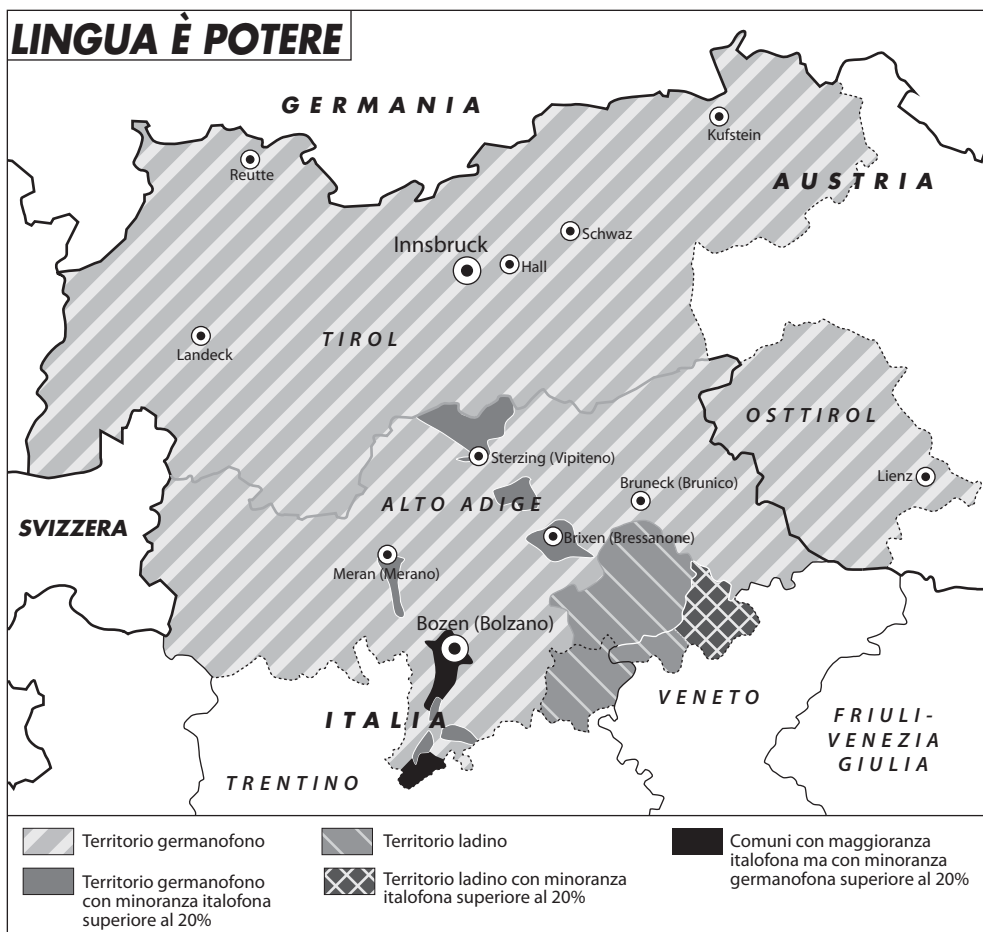 LINGUA È POTERE
GERMANIA
Kufstein
Reutte
AUSTRIA
Schwaz
Innsbruck
Hall
TIROL
Landeck
OSTTIROL
Sterzing (Vipiteno)
Lienz
Bruneck (Brunico)
ALTO ADIGE
SVIZZERA
Brixen (Bressanone)
Meran (Merano)
Bozen (Bolzano)
VENETO
ITALIA
FRIULI-
VENEZIA
GIULIA
TRENTINO
Territorio germanofono
Territorio germanofono
con minoranza italofona
superiore al 20%
Territorio ladino
Territorio ladino con minoranza
italofona superiore al 20%
Comuni con maggioranza
italofona ma con minoranza
germanofona superiore al 20%